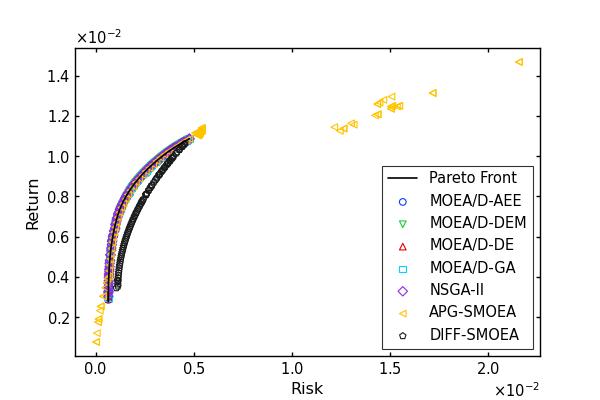 ×10⁻²
1.4
1.2
1.0
0.8
0.6
0.4
0.2
Return
Pareto Front
MOEA/D-AEE
MOEA/D-DEM
MOEA/D-DE
MOEA/D-GA
NSGA-II
APG-SMOEA
DIFF-SMOEA
0.0 0.5 1.0 1.5 2.0
Risk
×10⁻²